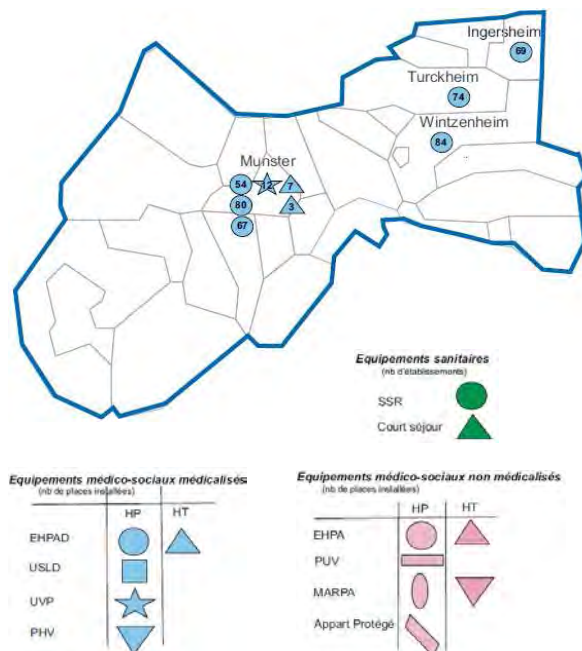 Ingersheim
69
Turckheim
74
Wintzenheim
84
Munster
54 12 7
80 3
67
Equipements sanitaires
(nb d'établissements)
SSR
Court séjour
Equipements médico-sociaux médicalisés
(nb de places installées)
HP HT
EHPAD
USLD
UVP
PHV
Equipements médico-sociaux non médicalisés
(nb de places installées)
HP HT
EHPA
PUV
MARPA
Appart Protégé